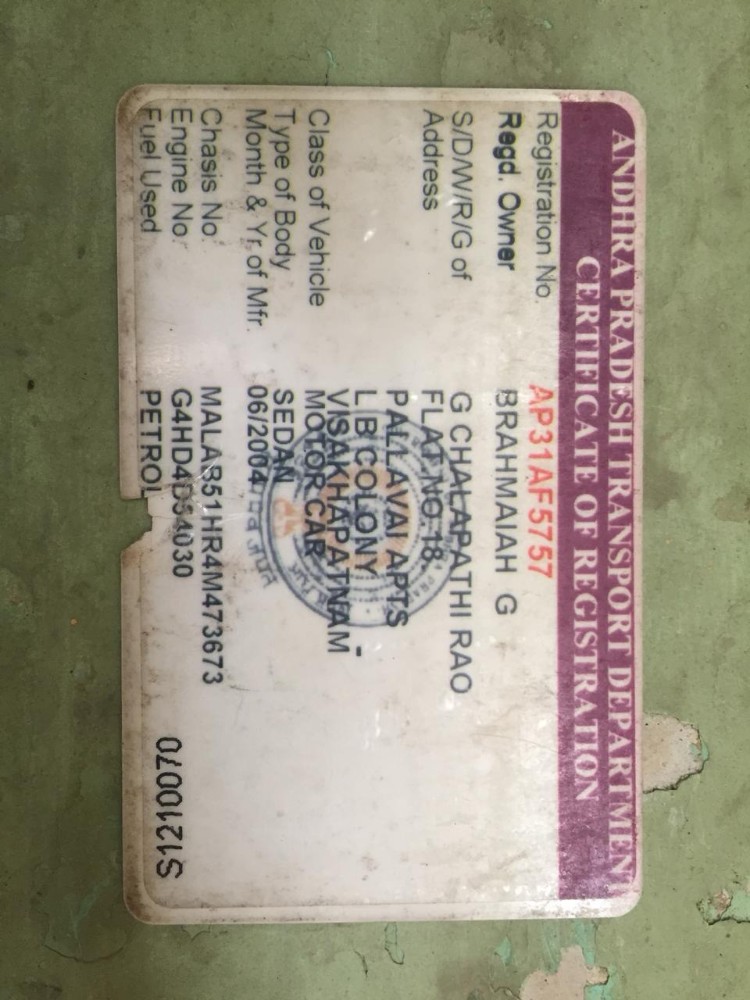 ANDHRA PRADESH TRANSPORT DEPARTMEN
CERTIFICATE OF REGISTRATION
Registration No. AP31AF5757
Regd. Owner BRAHMAIAH G
S/D/W/R/G of G CHALAPATHI RAO
Address FLAT NO.18-
PALLAVAI APTS
L B COLONY -
VISAKHAPATNAM
Class of Vehicle MOTOR CAR
Type of Body SEDAN
Month & Yr. of Mfr. 06/2004
Chasis No. MALAB51HR4M473673
Engine No. G4HD4D54030
Fuel Used PETROL
S1210070